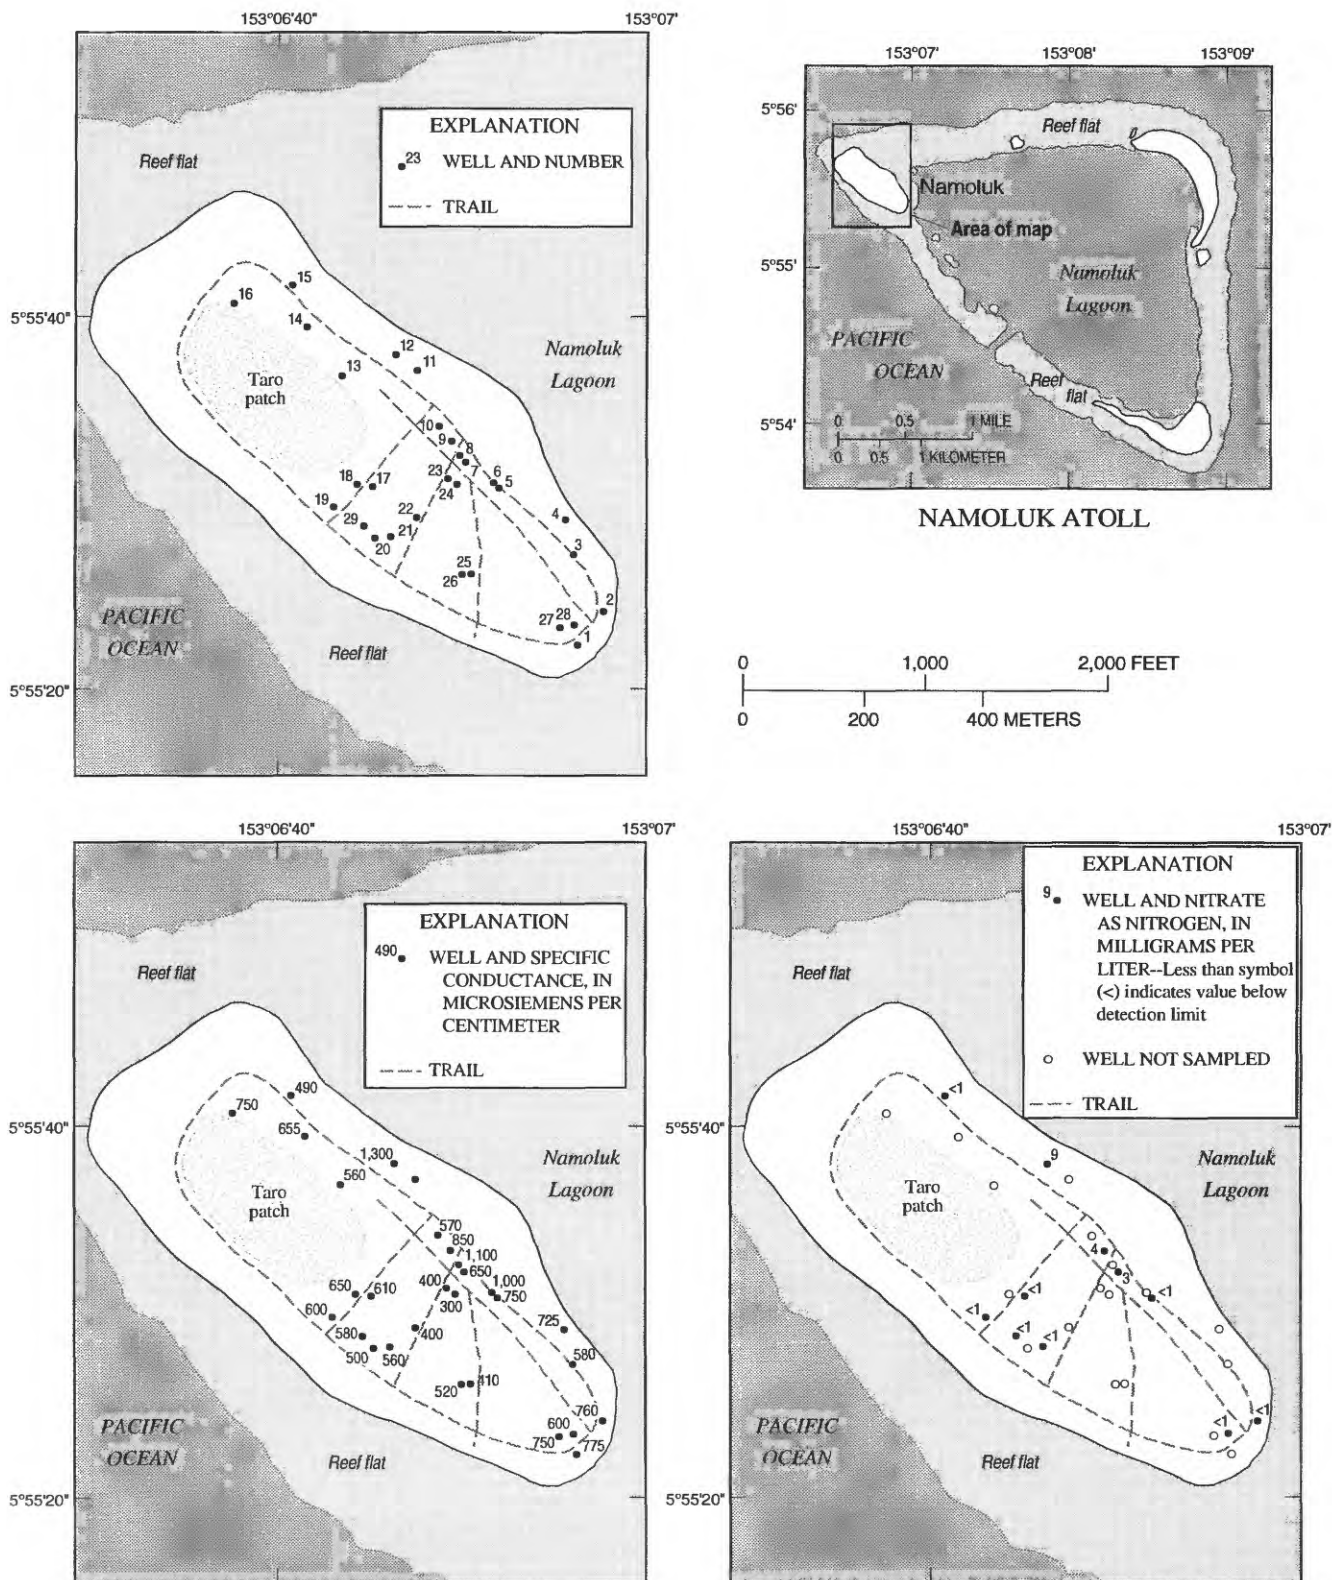 153°06'40"
153°07'
EXPLANATION
23 WELL AND NUMBER
TRAIL
Reef flat
15
16
14
5°55'40"
12
11
13
Namoluk
Lagoon
Taro
patch
10
9
8
7
23
6
5
24
18
17
19
4
22
29
21
3
20
25
26
2
PACIFIC
OCEAN
28
27
1
Reef flat
5°55'20"
153°07'
153°08'
153°09'
5°56'
Reef flat
Namoluk
Area of map
5°55'
Namoluk
Lagoon
PACIFIC
OCEAN
Reef
flat
5°54'
0 0.5 1 MILE
0 0.5 1 KILOMETER
NAMOLUK ATOLL
0 1,000 2,000 FEET
0 200 400 METERS
153°06'40"
153°07'
EXPLANATION
490 WELL AND SPECIFIC
CONDUCTANCE, IN
MICROSIEMENS PER
CENTIMETER
TRAIL
Reef flat
490
750
5°55'40"
655
1,300
560
Namoluk
Lagoon
Taro
patch
570
850
1,100
650
400
1,000
650
610
300
750
600
725
580
400
500
560
580
520
410
760
PACIFIC
OCEAN
600
750
775
Reef flat
5°55'20"
153°06'40"
153°07'
EXPLANATION
9 WELL AND NITRATE
AS NITROGEN, IN
MILLIGRAMS PER
LITER--Less than symbol
(<) indicates value below
detection limit
WELL NOT SAMPLED
TRAIL
Reef flat
<1
5°55'40"
9
Namoluk
Lagoon
Taro
patch
4
3
<1
<1
<1
<1
<1
<1
<1
PACIFIC
OCEAN
Reef flat
5°55'20"